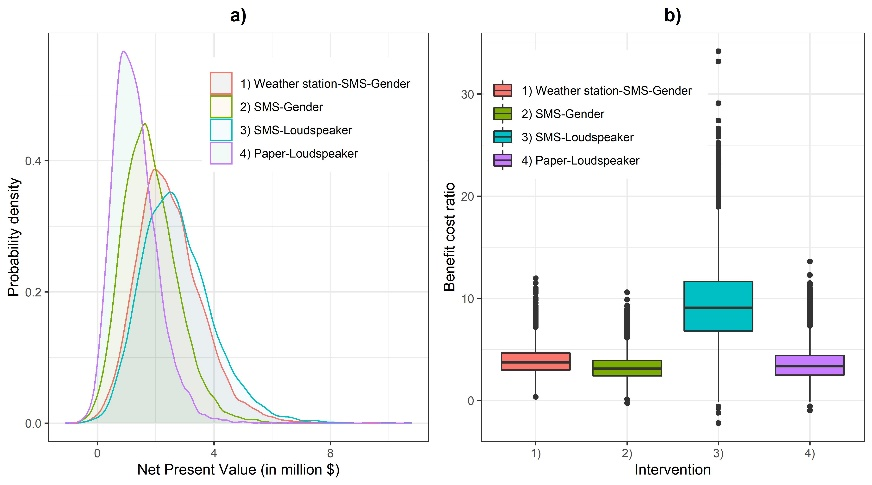 a)
1) Weather station-SMS-Gender
2) SMS-Gender
3) SMS-Loudspeaker
4) Paper-Loudspeaker
Probability density
0.4
0.2
0.0
0
4
8
Net Present Value (in million $)
b)
1) Weather station-SMS-Gender
2) SMS-Gender
3) SMS-Loudspeaker
4) Paper-Loudspeaker
Benefit cost ratio
30
20
10
0
1)
2)
3)
4)
Intervention